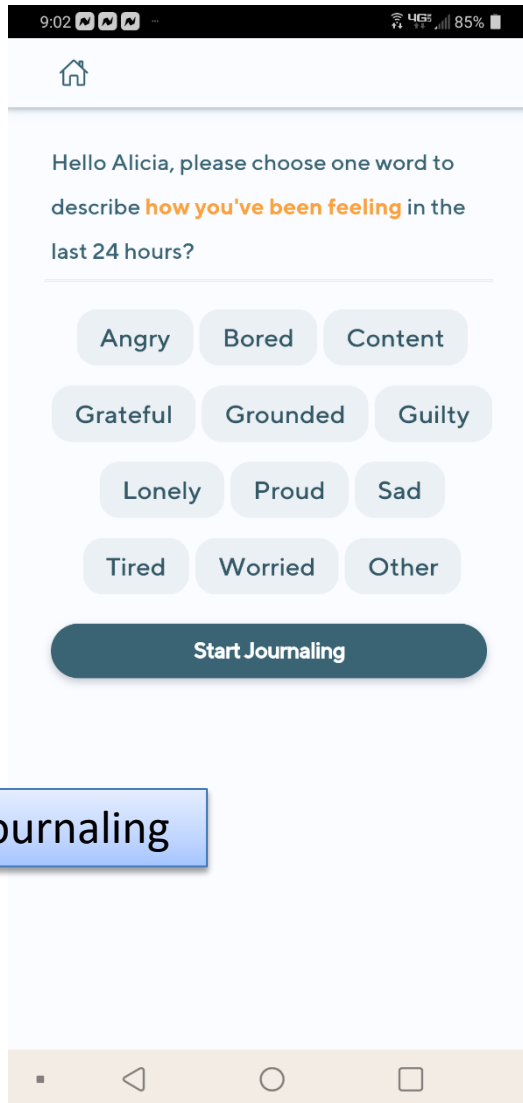 9:02 ... 4G 85%
Hello Alicia, please choose one word to
describe how you've been feeling in the
last 24 hours?
Angry Bored Content
Grateful Grounded Guilty
Lonely Proud Sad
Tired Worried Other
Start Journaling
ournaling